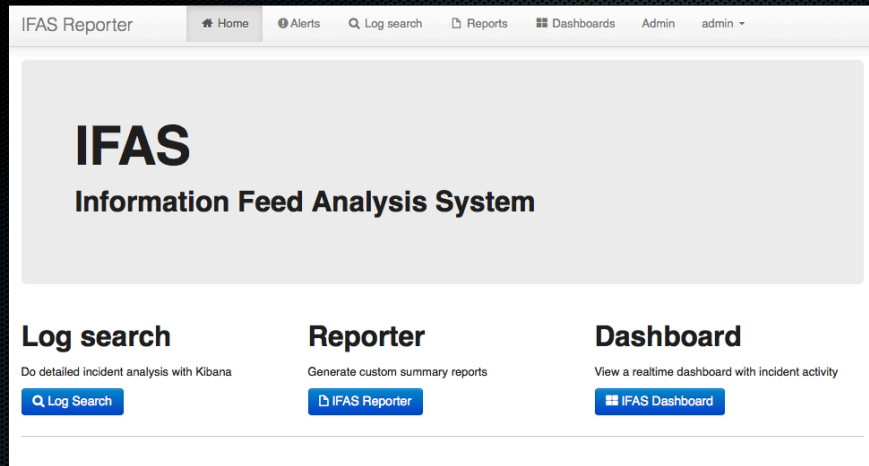 IFAS Reporter Home Alerts Log search Reports Dashboards Admin admin
IFAS
Information Feed Analysis System
Log search Reporter Dashboard
Do detailed incident analysis with Kibana Generate custom summary reports View a realtime dashboard with incident activity
Log Search IFAS Reporter IFAS Dashboard